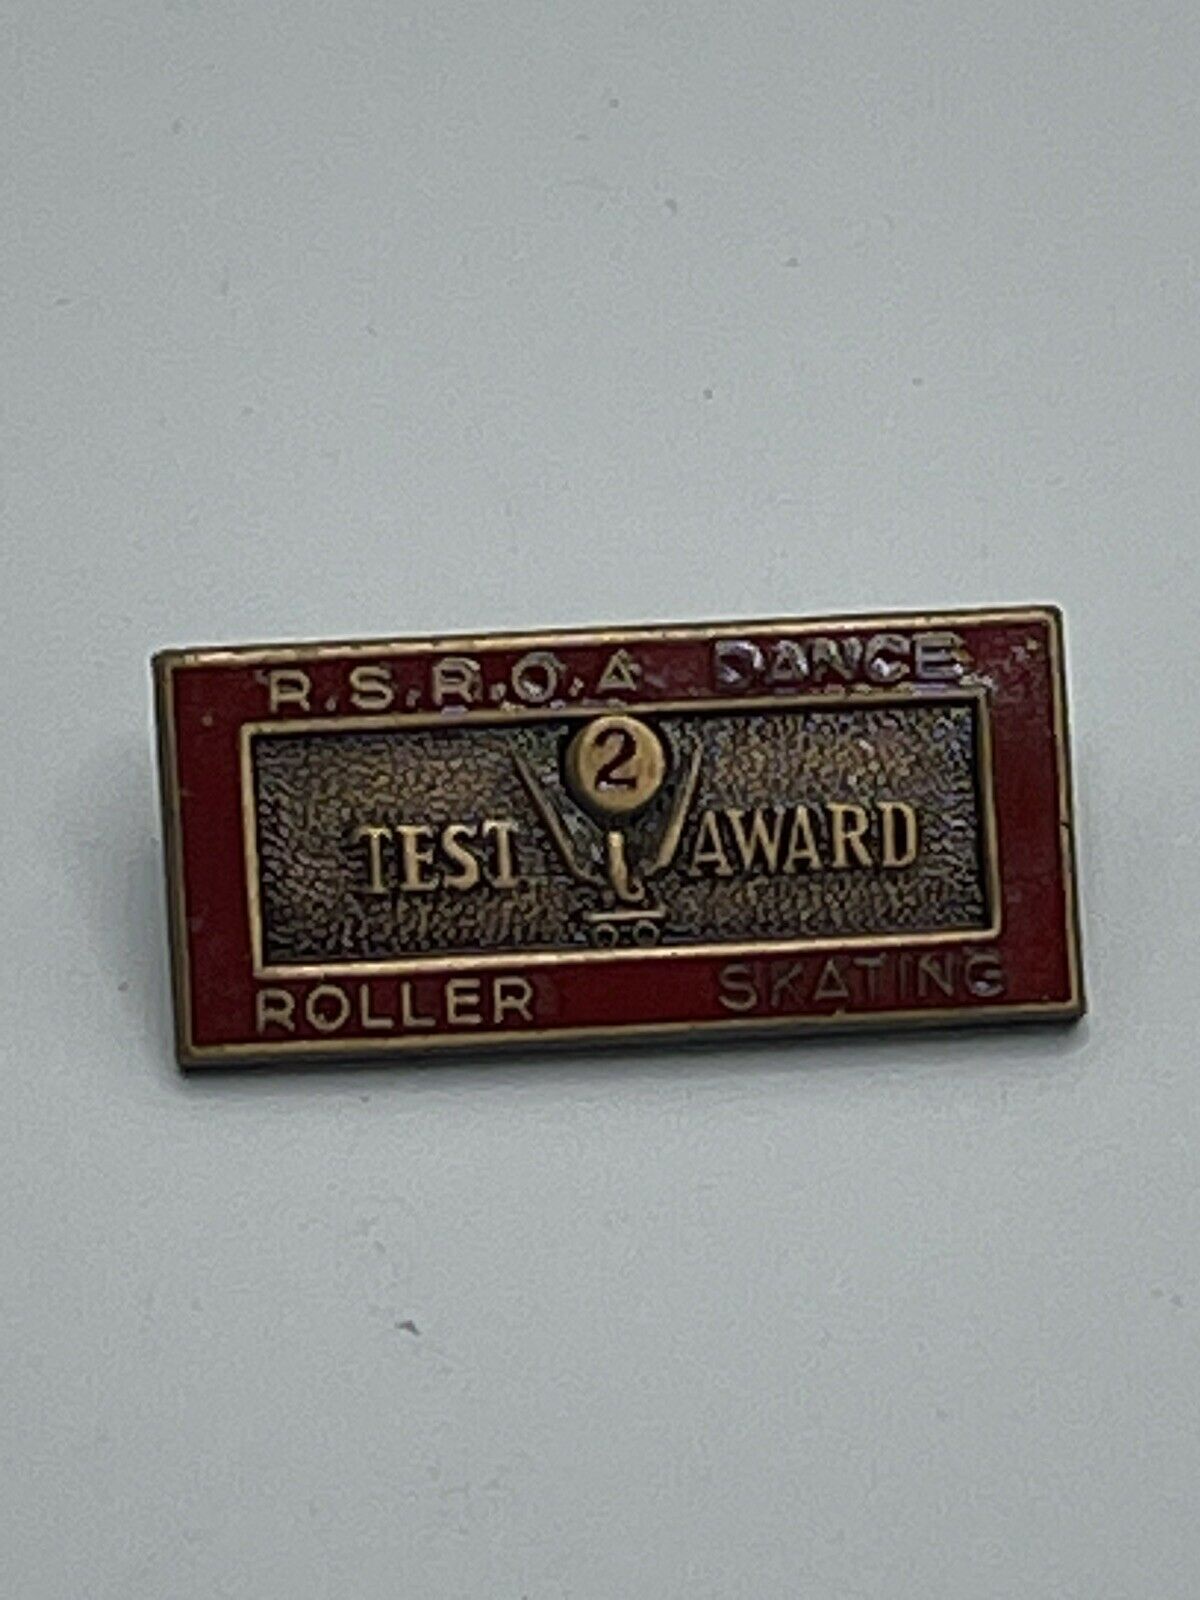 R.S.R.O.A DANCE
2
TEST AWARD
ROLLER SKATING